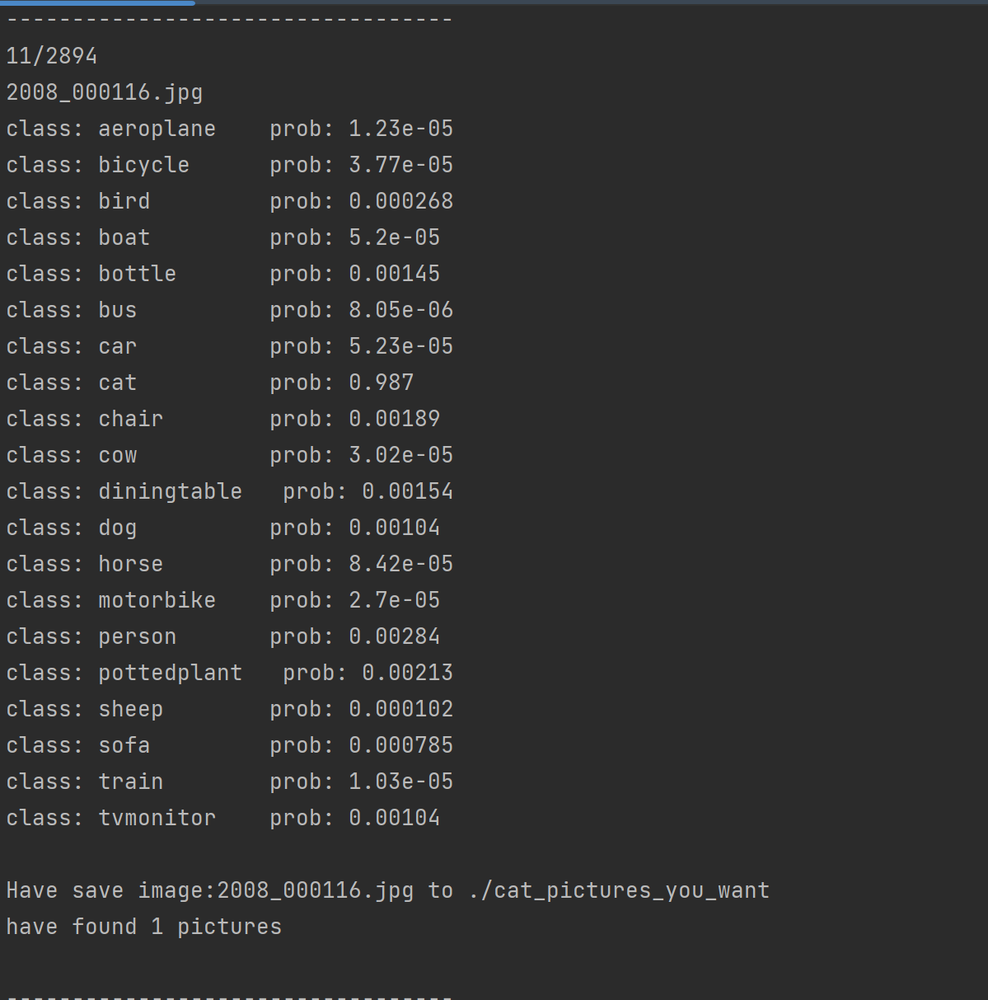 ----------------------------------
11/2894
2008_000116.jpg
class: aeroplane    prob: 1.23e-05
class: bicycle      prob: 3.77e-05
class: bird         prob: 0.000268
class: boat         prob: 5.2e-05
class: bottle       prob: 0.00145
class: bus          prob: 8.05e-06
class: car          prob: 5.23e-05
class: cat          prob: 0.987
class: chair        prob: 0.00189
class: cow          prob: 3.02e-05
class: diningtable   prob: 0.00154
class: dog          prob: 0.00104
class: horse        prob: 8.42e-05
class: motorbike    prob: 2.7e-05
class: person       prob: 0.00284
class: pottedplant   prob: 0.00213
class: sheep        prob: 0.000102
class: sofa         prob: 0.000785
class: train        prob: 1.03e-05
class: tvmonitor    prob: 0.00104
Have save image:2008_000116.jpg to ./cat_pictures_you_want
have found 1 pictures
----------------------------------